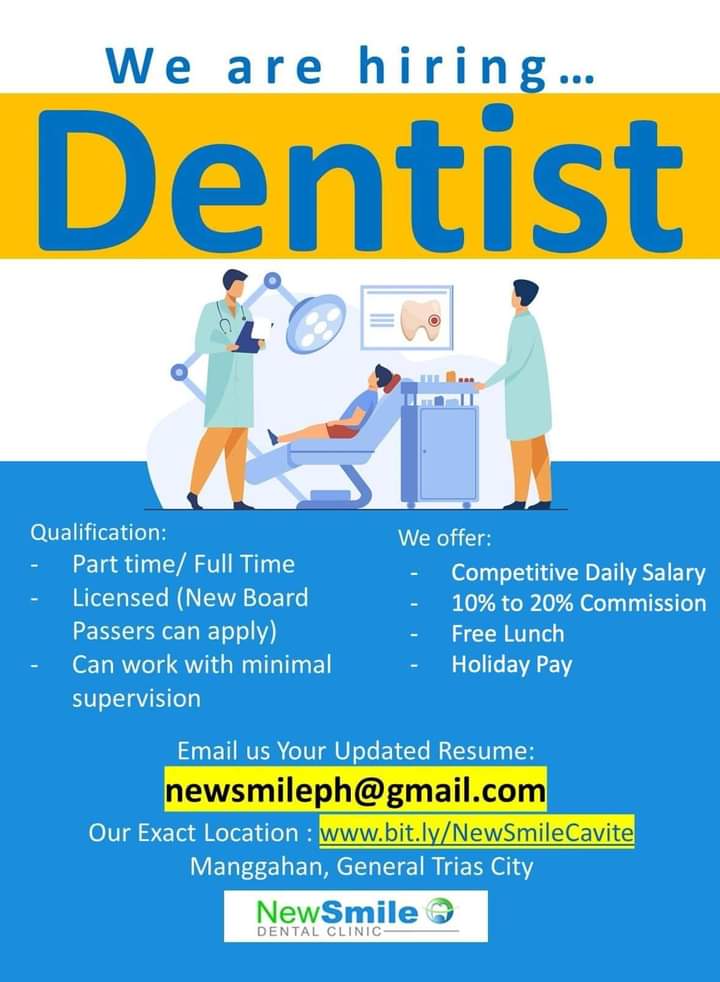 We are hiring...
Dentist
Qualification:
- Part time/ Full Time
- Licensed (New Board
Passers can apply)
- Can work with minimal
supervision
We offer:
- Competitive Daily Salary
- 10% to 20% Commission
- Free Lunch
- Holiday Pay
Email us Your Updated Resume:
newsmileph@gmail.com
Our Exact Location : www.bit.ly/NewSmileCavite
Manggahan, General Trias City
NewSmile
DENTAL CLINIC